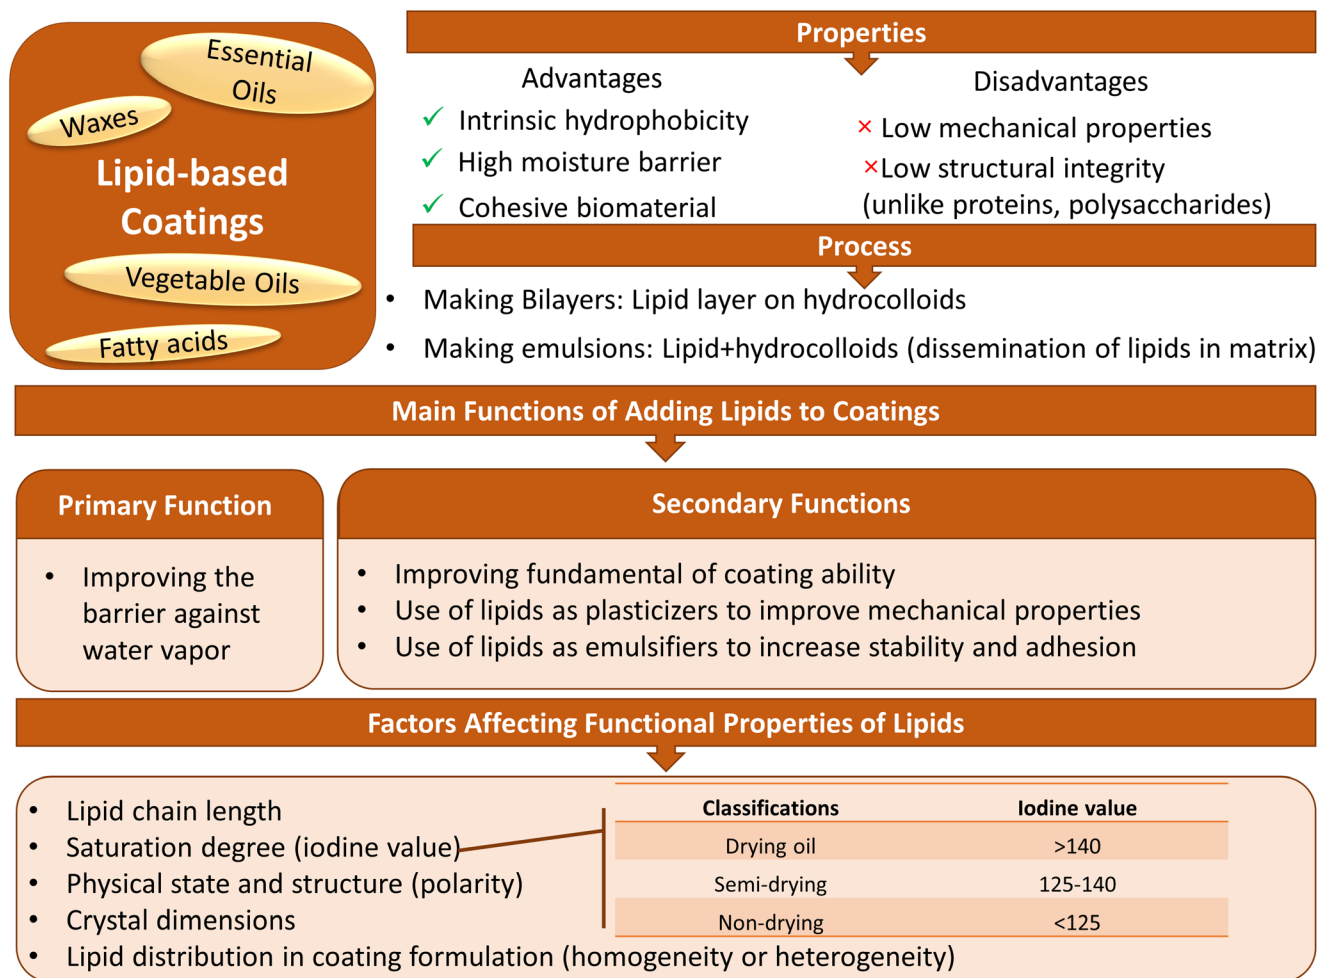 Essential
Oils
Waxes
Lipid-based
Coatings
Vegetable Oils
Fatty acids
Properties
Advantages
✓ Intrinsic hydrophobicity
✓ High moisture barrier
✓ Cohesive biomaterial
Disadvantages
× Low mechanical properties
×Low structural integrity
(unlike proteins, polysaccharides)
Process
• Making Bilayers: Lipid layer on hydrocolloids
• Making emulsions: Lipid+hydrocolloids (dissemination of lipids in matrix)
Main Functions of Adding Lipids to Coatings
Primary Function
• Improving the
barrier against
water vapor
Secondary Functions
• Improving fundamental of coating ability
• Use of lipids as plasticizers to improve mechanical properties
• Use of lipids as emulsifiers to increase stability and adhesion
Factors Affecting Functional Properties of Lipids
• Lipid chain length
• Saturation degree (iodine value)
• Physical state and structure (polarity)
• Crystal dimensions
• Lipid distribution in coating formulation (homogeneity or heterogeneity)
Classifications Iodine value
Drying oil >140
Semi-drying 125-140
Non-drying <125